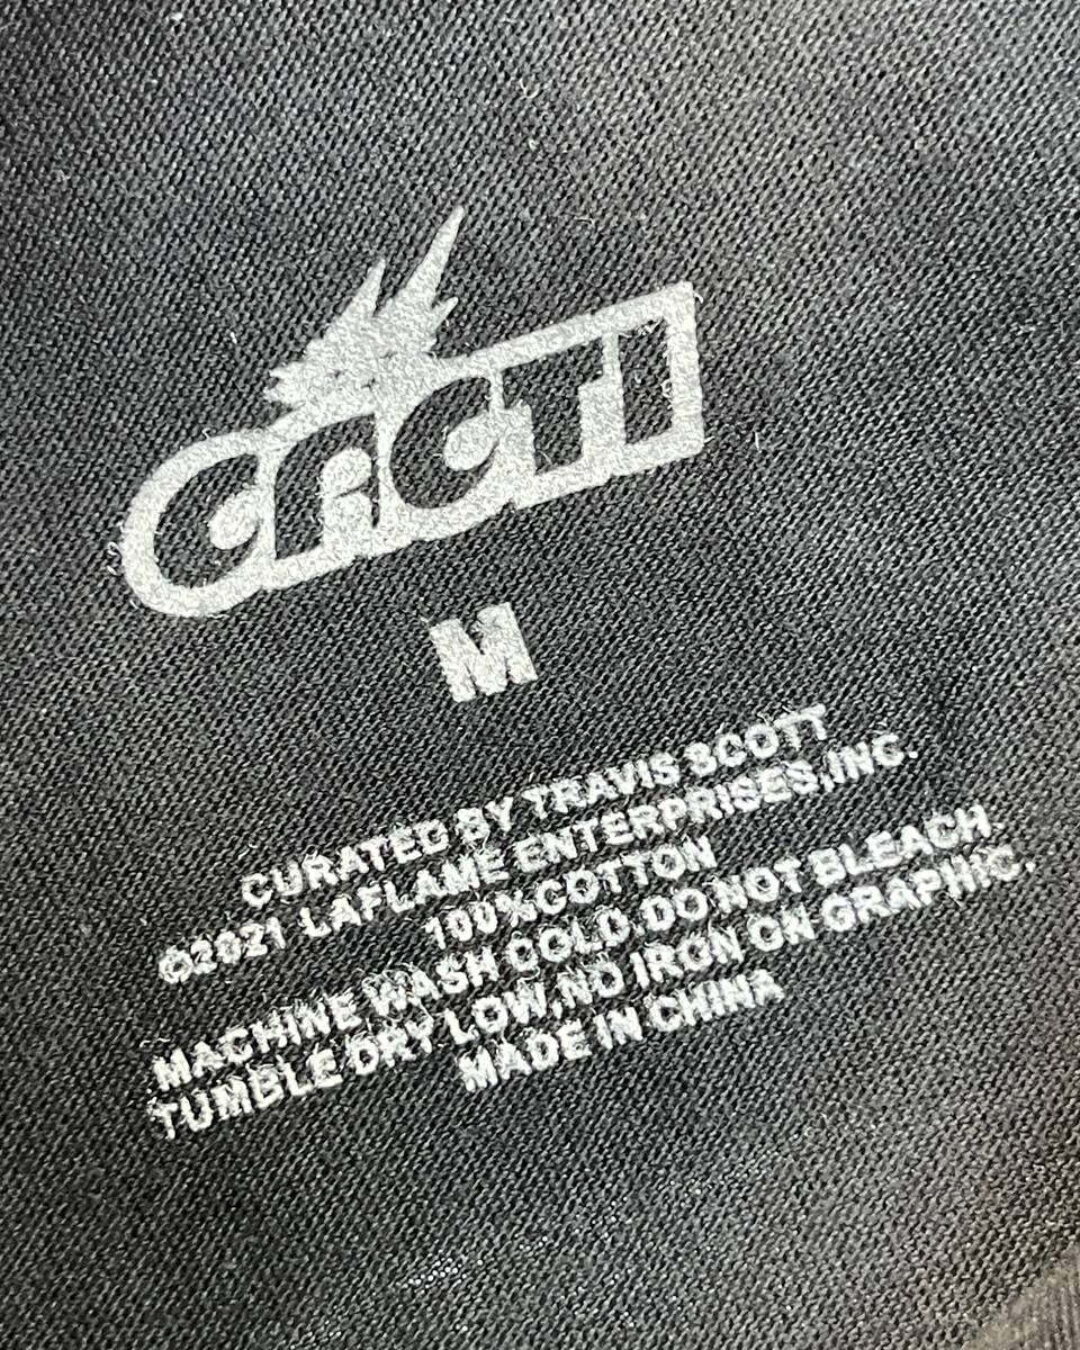 CACTI
M
CURATED BY TRAVIS SCOTT
©2021 LAFLAME ENTERPRISES,INC.
100%COTTON
MACHINE WASH COLD.DO NOT BLEACH.
TUMBLE DRY LOW,NO IRON ON GRAPHIC.
MADE IN CHINA